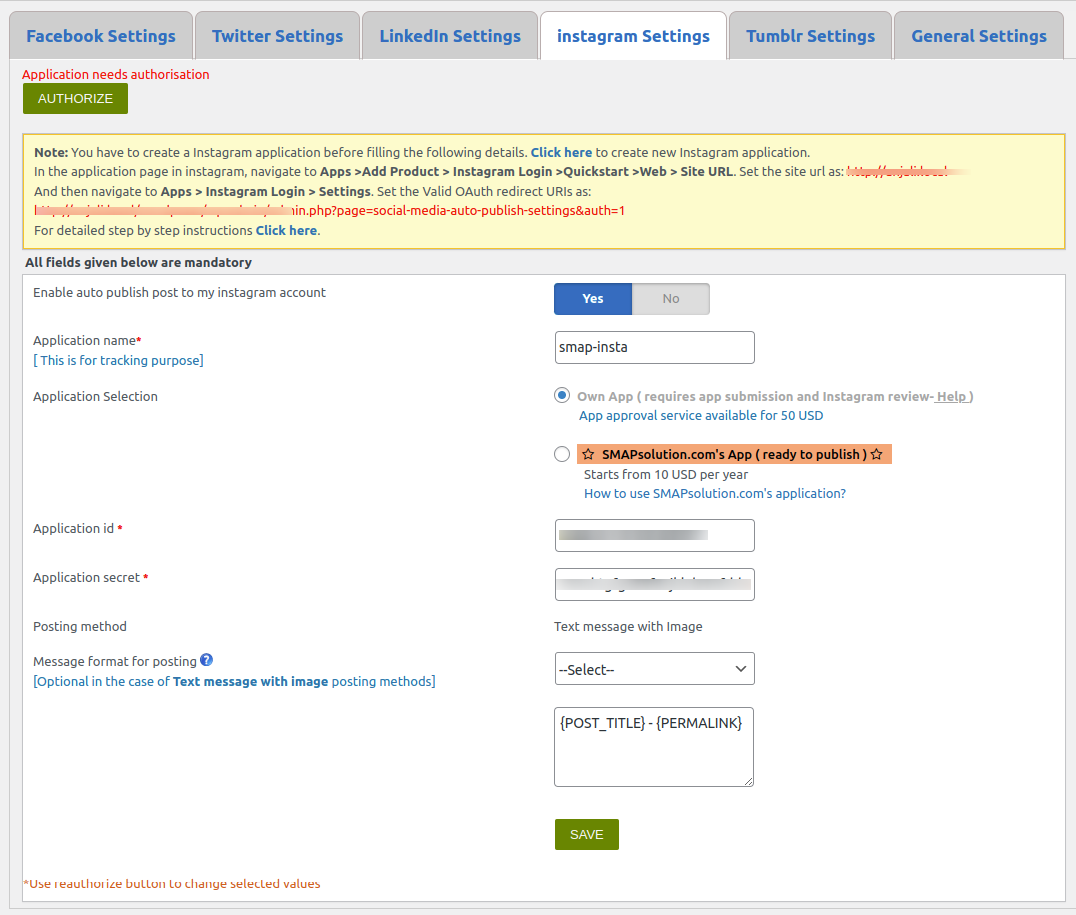 Facebook Settings
Twitter Settings
LinkedIn Settings
instagram Settings
Tumblr Settings
General Settings
Application needs authorisation
AUTHORIZE
Note: You have to create a Instagram application before filling the following details. Click here to create new Instagram application.
In the application page in instagram, navigate to Apps >Add Product > Instagram Login >Quickstart >Web > Site URL. Set the site url as:
And then navigate to Apps > Instagram Login > Settings. Set the Valid OAuth redirect URIs as:
min.php?page=social-media-auto-publish-settings&auth=1
For detailed step by step instructions Click here.
All fields given below are mandatory
Enable auto publish post to my instagram account
Yes
No
Application name*
smap-insta
[ This is for tracking purpose]
Application Selection
Own App ( requires app submission and Instagram review- Help )
App approval service available for 50 USD
☆ SMAPsolution.com's App ( ready to publish ) ☆
Starts from 10 USD per year
How to use SMAPsolution.com's application?
Application id *
Application secret *
Posting method
Text message with Image
Message format for posting ?
--Select--
[Optional in the case of Text message with image posting methods]
{POST_TITLE} - {PERMALINK}
SAVE
*Use reauthorize button to change selected values